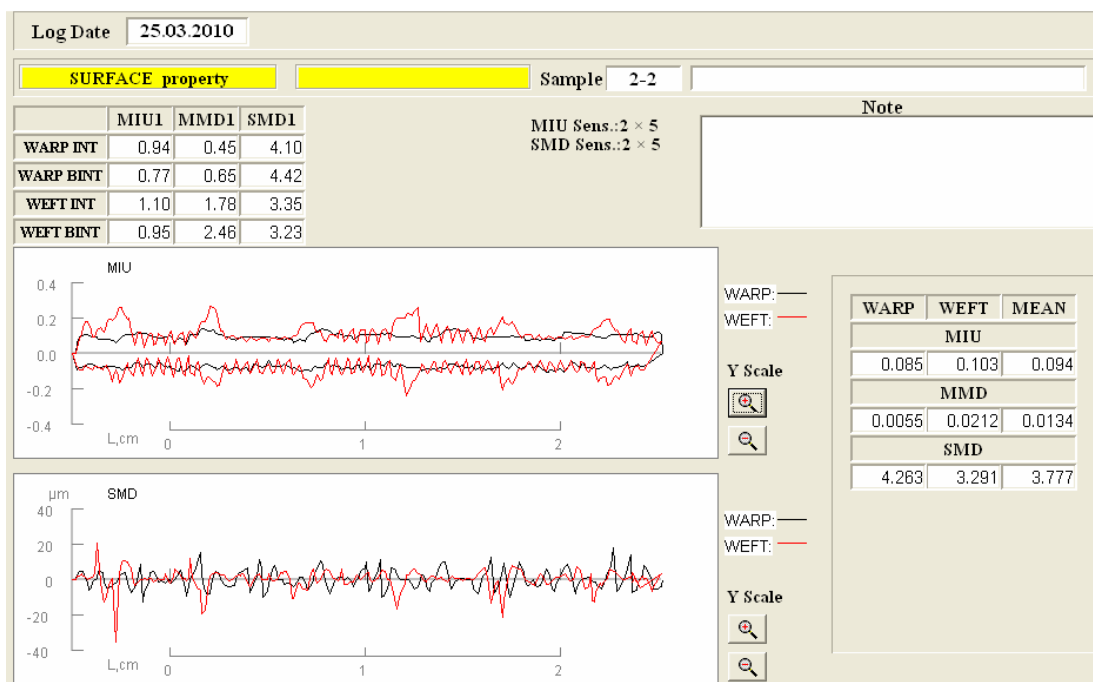 Log Date 25.03.2010
SURFACE property Sample 2-2
Note
MIU1 MMD1 SMD1
WARP INT 0.94 0.45 4.10
WARP BINT 0.77 0.65 4.42
WEFT INT 1.10 1.78 3.35
WEFT BINT 0.95 2.46 3.23
MIU Sens.:2 × 5
SMD Sens.:2 × 5
MIU
0.4
0.2
0.0
-0.2
-0.4
L,cm 0 1 2
WARP:
WEFT:
Y Scale
WARP WEFT MEAN
MIU
0.085 0.103 0.094
MMD
0.0055 0.0212 0.0134
SMD
4.263 3.291 3.777
µm SMD
40
20
0
-20
-40
L,cm 0 1 2
WARP:
WEFT:
Y Scale